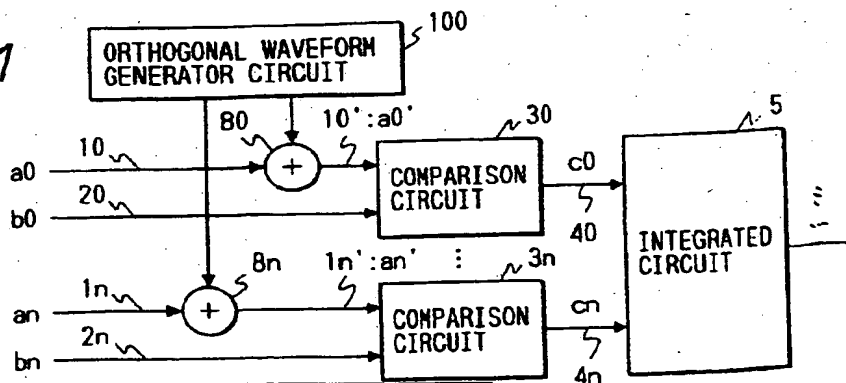 1
ORTHOGONAL WAVEFORM
GENERATOR CIRCUIT
100
80
10':a0'
30
5
a0
10
+
COMPARISON
CIRCUIT
c0
b0
20
40
INTEGRATED
CIRCUIT
8n
1n':an'
3n
an
1n
+
COMPARISON
CIRCUIT
cn
bn
2n
4n